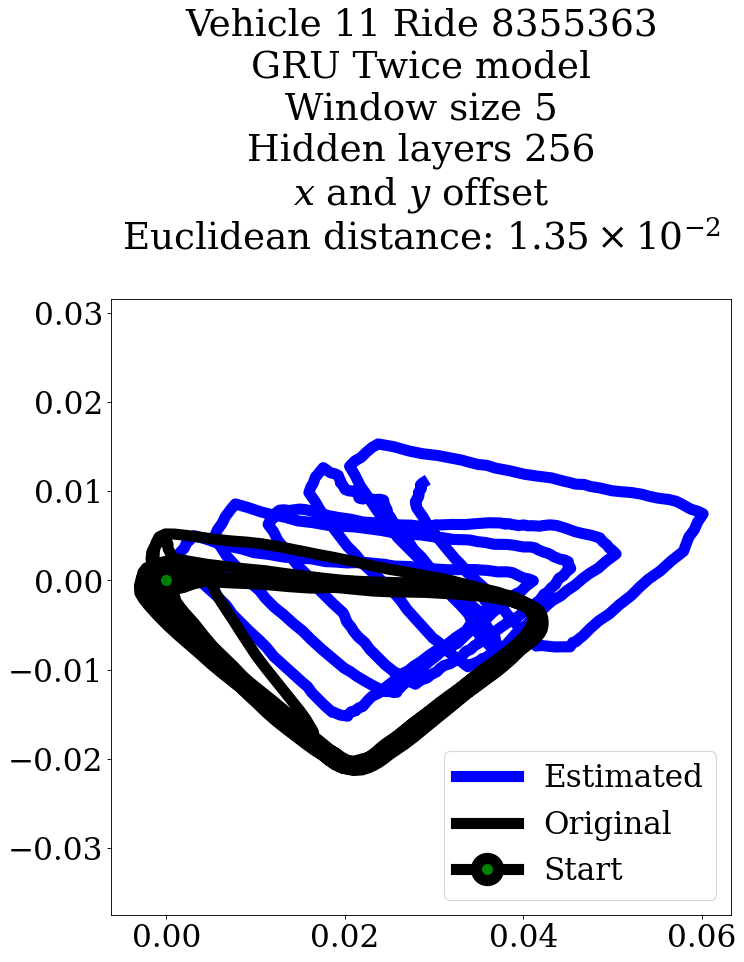 Vehicle 11 Ride 8355363
GRU Twice model
Window size 5
Hidden layers 256
x and y offset
Euclidean distance: 1.35 × 10⁻²
0.03
0.02
0.01
0.00
−0.01
−0.02
−0.03
Estimated
Original
Start
0.00 0.02 0.04 0.06